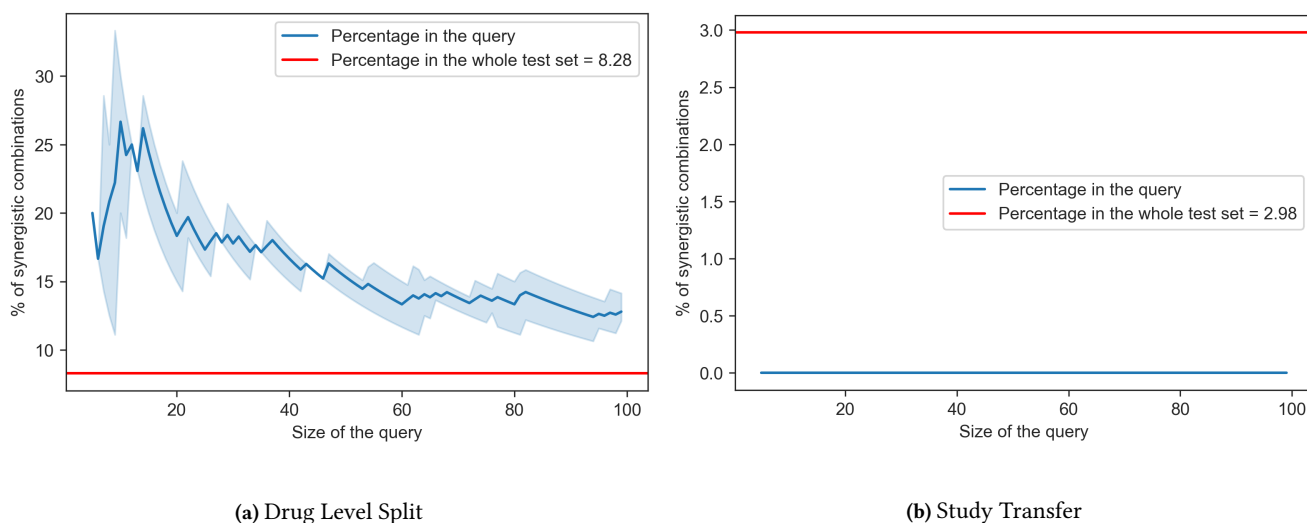 Percentage in the query
Percentage in the whole test set = 8.28
% of synergistic combinations
30
25
20
15
10
20
40
60
80
100
Size of the query
(a) Drug Level Split
3.0
2.5
2.0
1.5
1.0
0.5
0.0
% of synergistic combinations
Percentage in the query
Percentage in the whole test set = 2.98
20
40
60
80
100
Size of the query
(b) Study Transfer